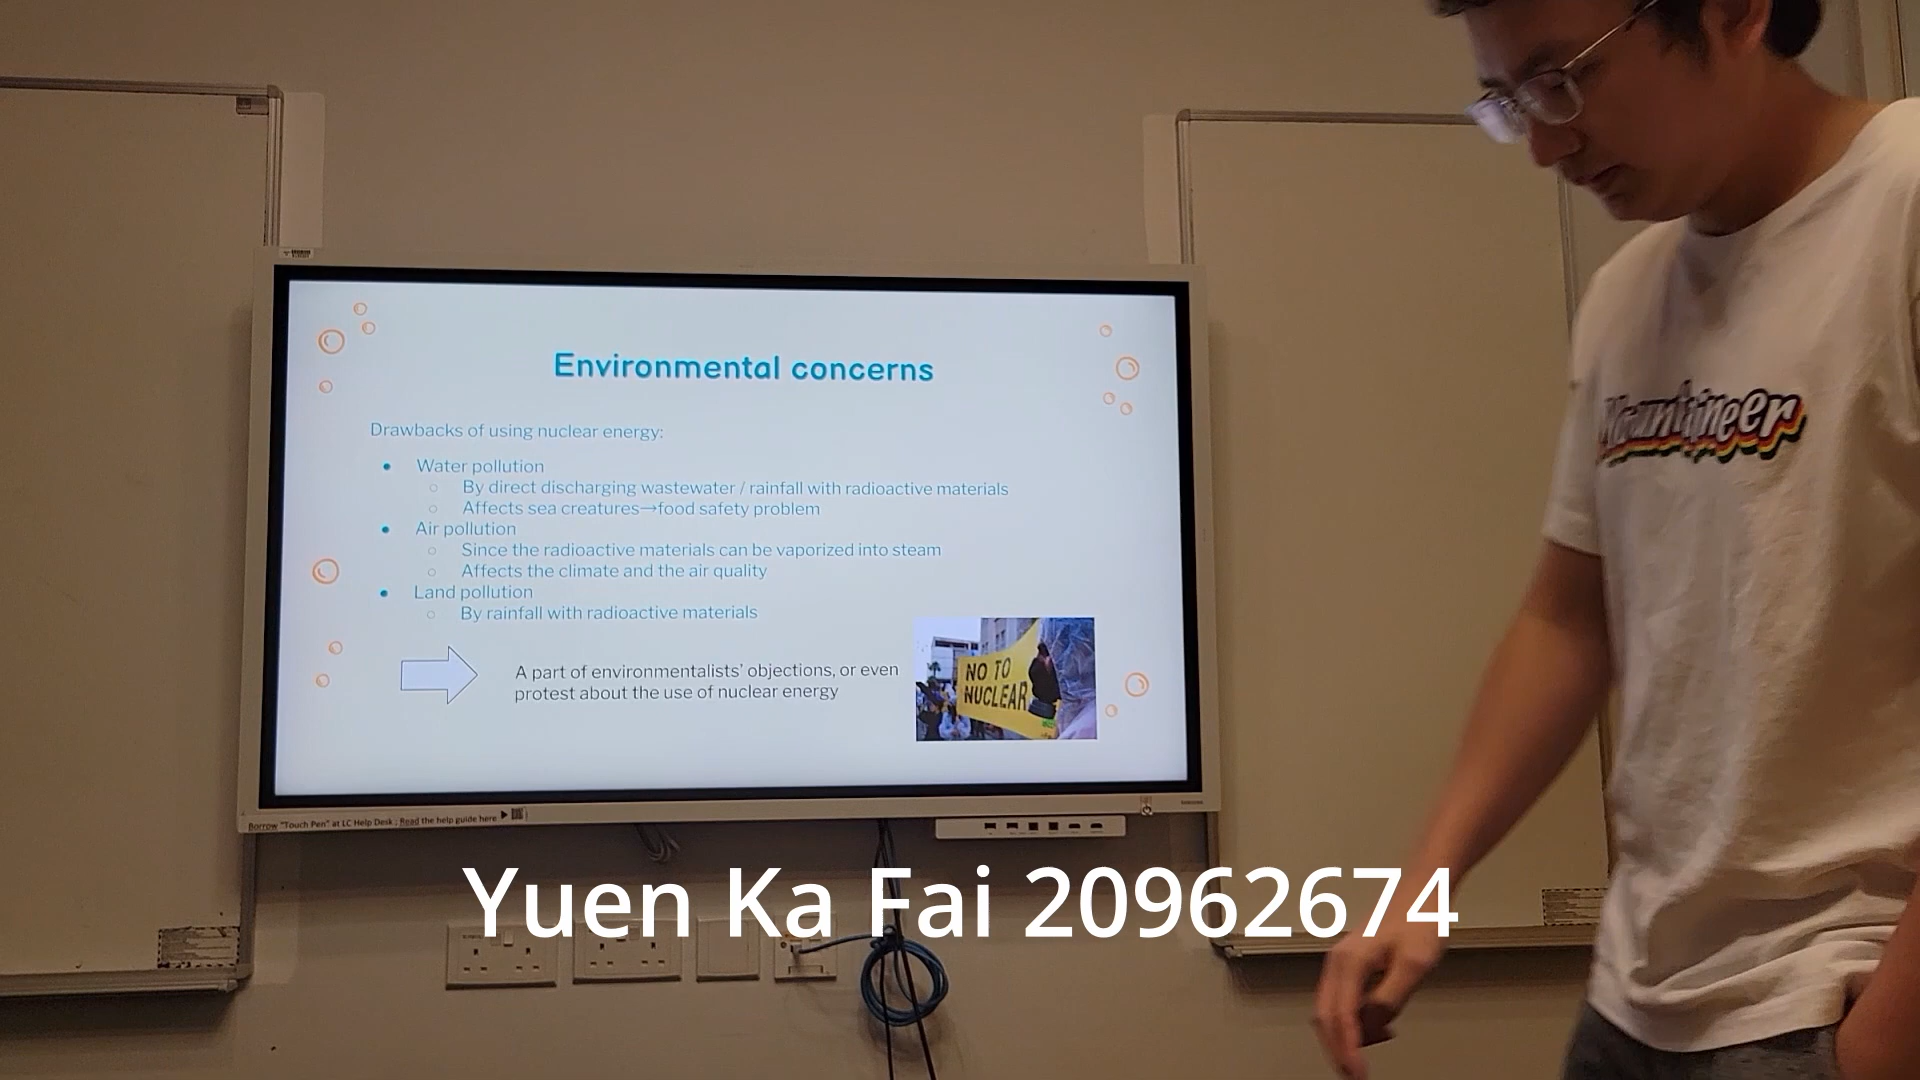 Environmental concerns
Drawbacks of using nuclear energy:
Water pollution
By direct discharging wastewater / rainfall with radioactive materials
Affects sea creatures→food safety problem
Air pollution
Since the radioactive materials can be vaporized into steam
Affects the climate and the air quality
Land pollution
By rainfall with radioactive materials
A part of environmentalists' objections, or even
protest about the use of nuclear energy
NO TO
NUCLEAR
Mountaineer
Borrow "Touch Pen" at LC Help Desk ; Read the help guide here
Yuen Ka Fai 20962674